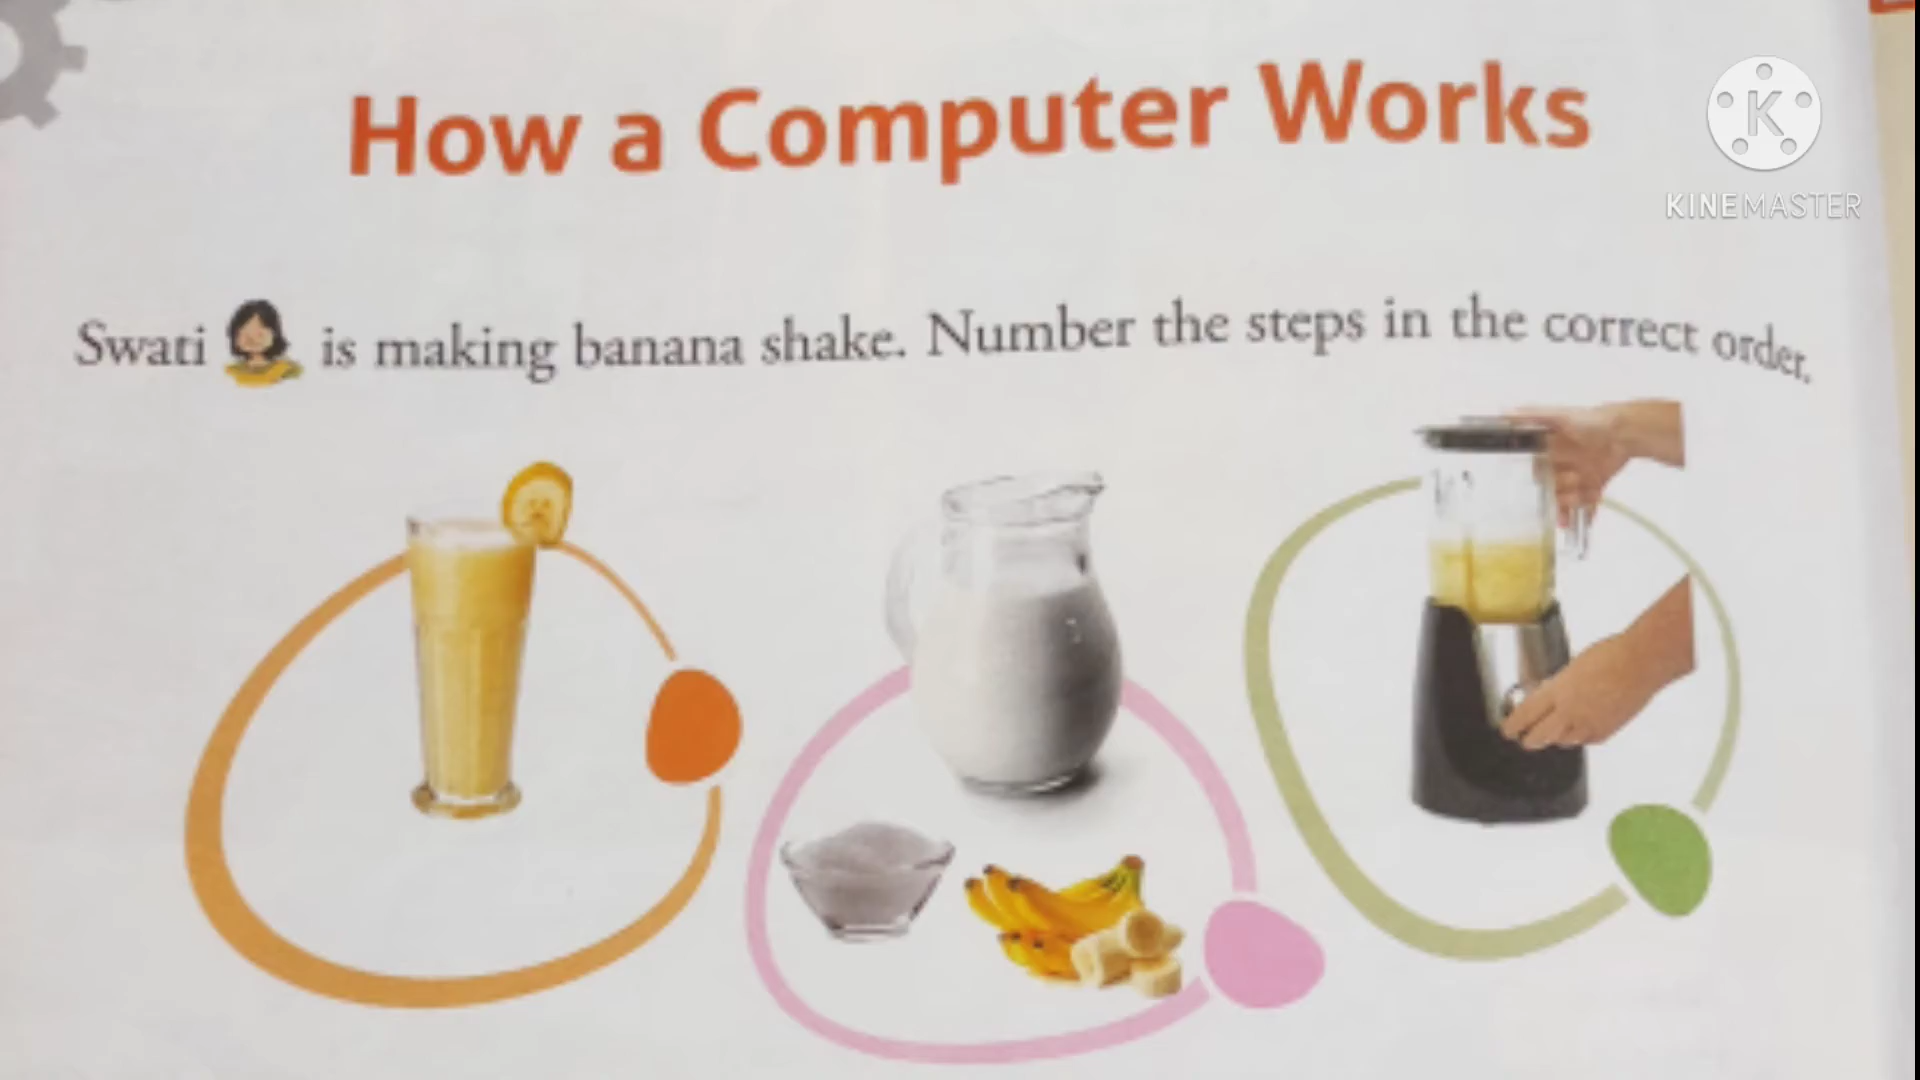 How a Computer Works
K
KINEMASTER
Swati is making banana shake. Number the steps in the correct order.